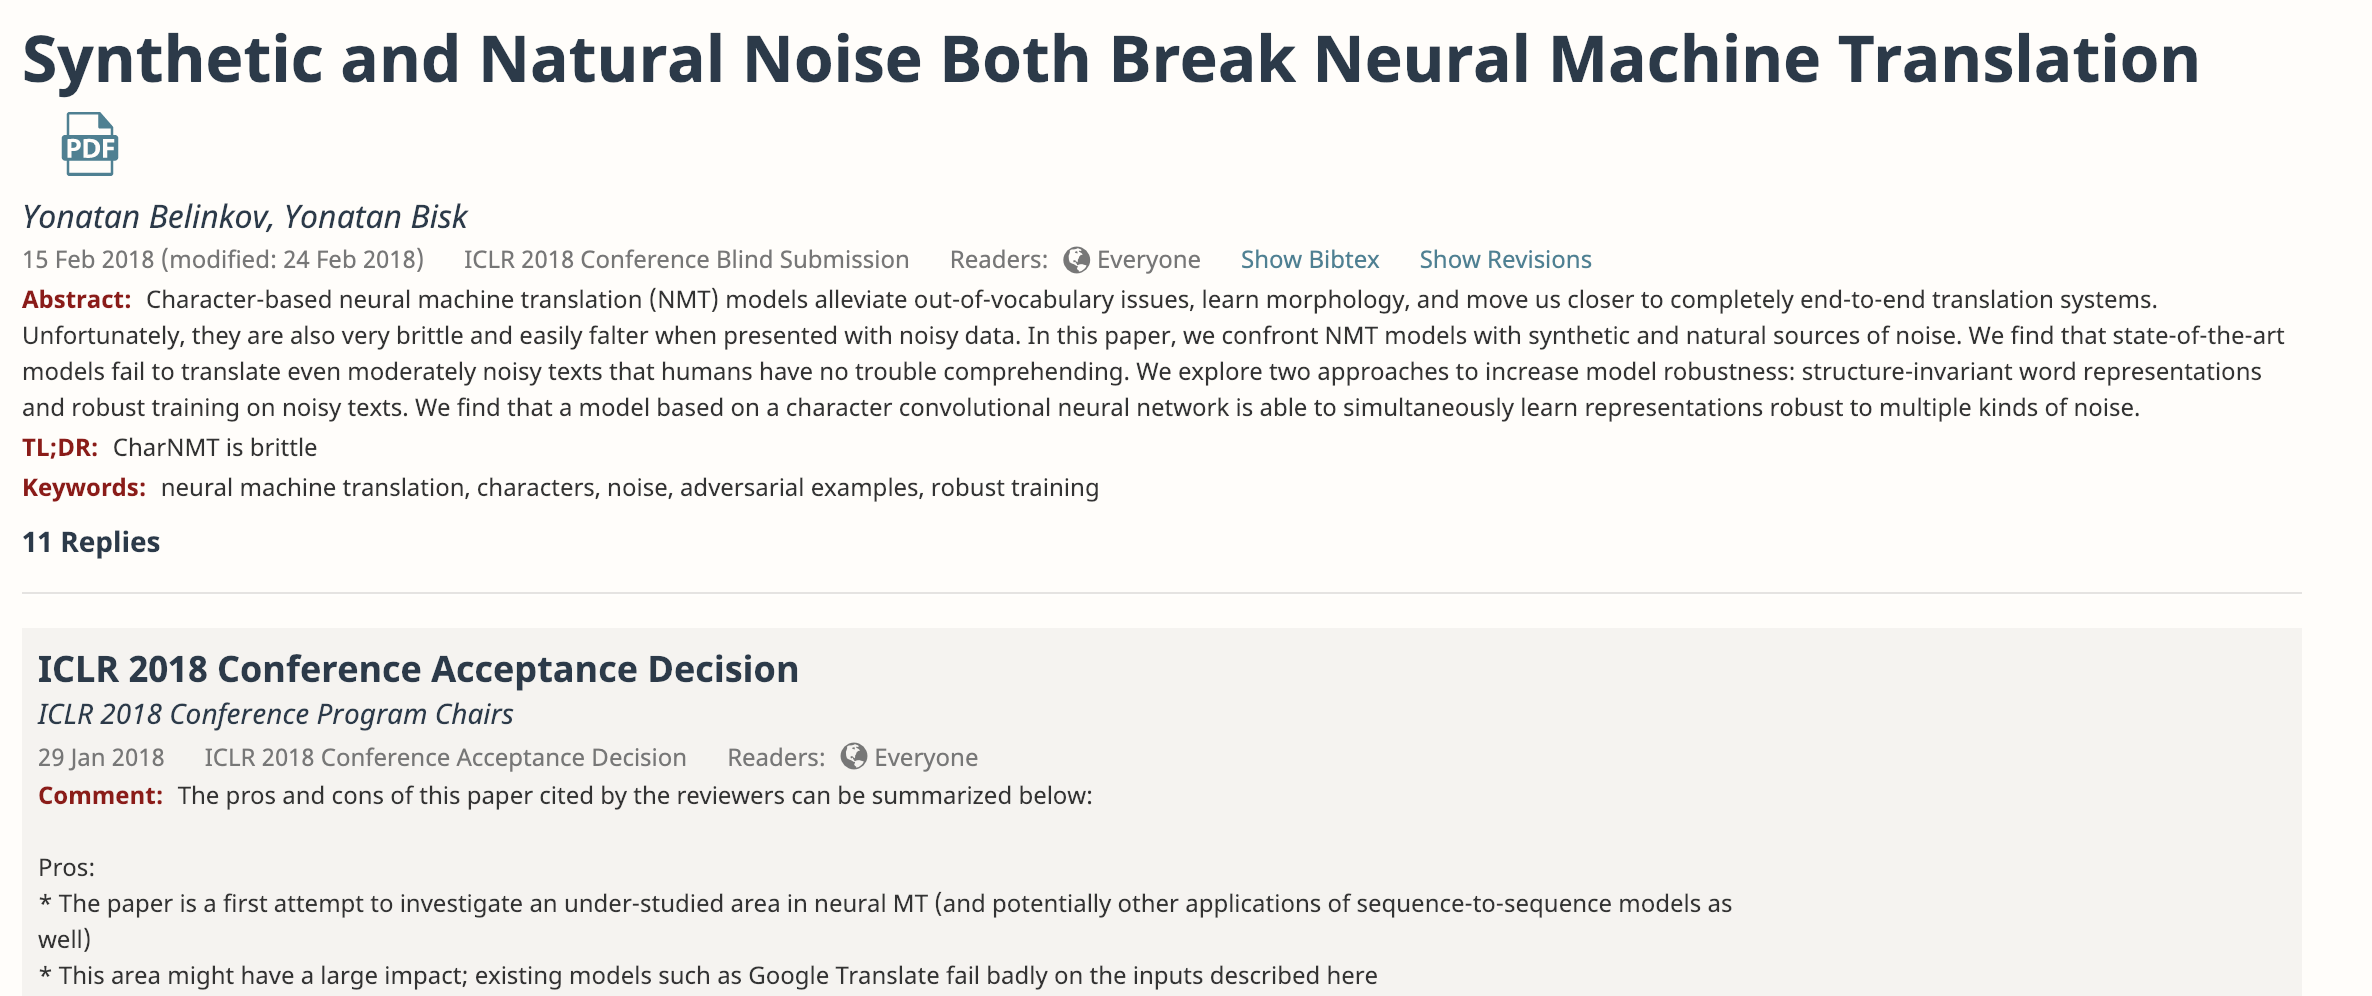 Synthetic and Natural Noise Both Break Neural Machine Translation
PDF
Yonatan Belinkov, Yonatan Bisk
15 Feb 2018 (modified: 24 Feb 2018) ICLR 2018 Conference Blind Submission Readers: Everyone Show Bibtex Show Revisions
Abstract: Character-based neural machine translation (NMT) models alleviate out-of-vocabulary issues, learn morphology, and move us closer to completely end-to-end translation systems.
Unfortunately, they are also very brittle and easily falter when presented with noisy data. In this paper, we confront NMT models with synthetic and natural sources of noise. We find that state-of-the-art
models fail to translate even moderately noisy texts that humans have no trouble comprehending. We explore two approaches to increase model robustness: structure-invariant word representations
and robust training on noisy texts. We find that a model based on a character convolutional neural network is able to simultaneously learn representations robust to multiple kinds of noise.
TL;DR: CharNMT is brittle
Keywords: neural machine translation, characters, noise, adversarial examples, robust training
11 Replies
ICLR 2018 Conference Acceptance Decision
ICLR 2018 Conference Program Chairs
29 Jan 2018 ICLR 2018 Conference Acceptance Decision Readers: Everyone
Comment: The pros and cons of this paper cited by the reviewers can be summarized below:
Pros:
* The paper is a first attempt to investigate an under-studied area in neural MT (and potentially other applications of sequence-to-sequence models as
well)
* This area might have a large impact; existing models such as Google Translate fail badly on the inputs described here